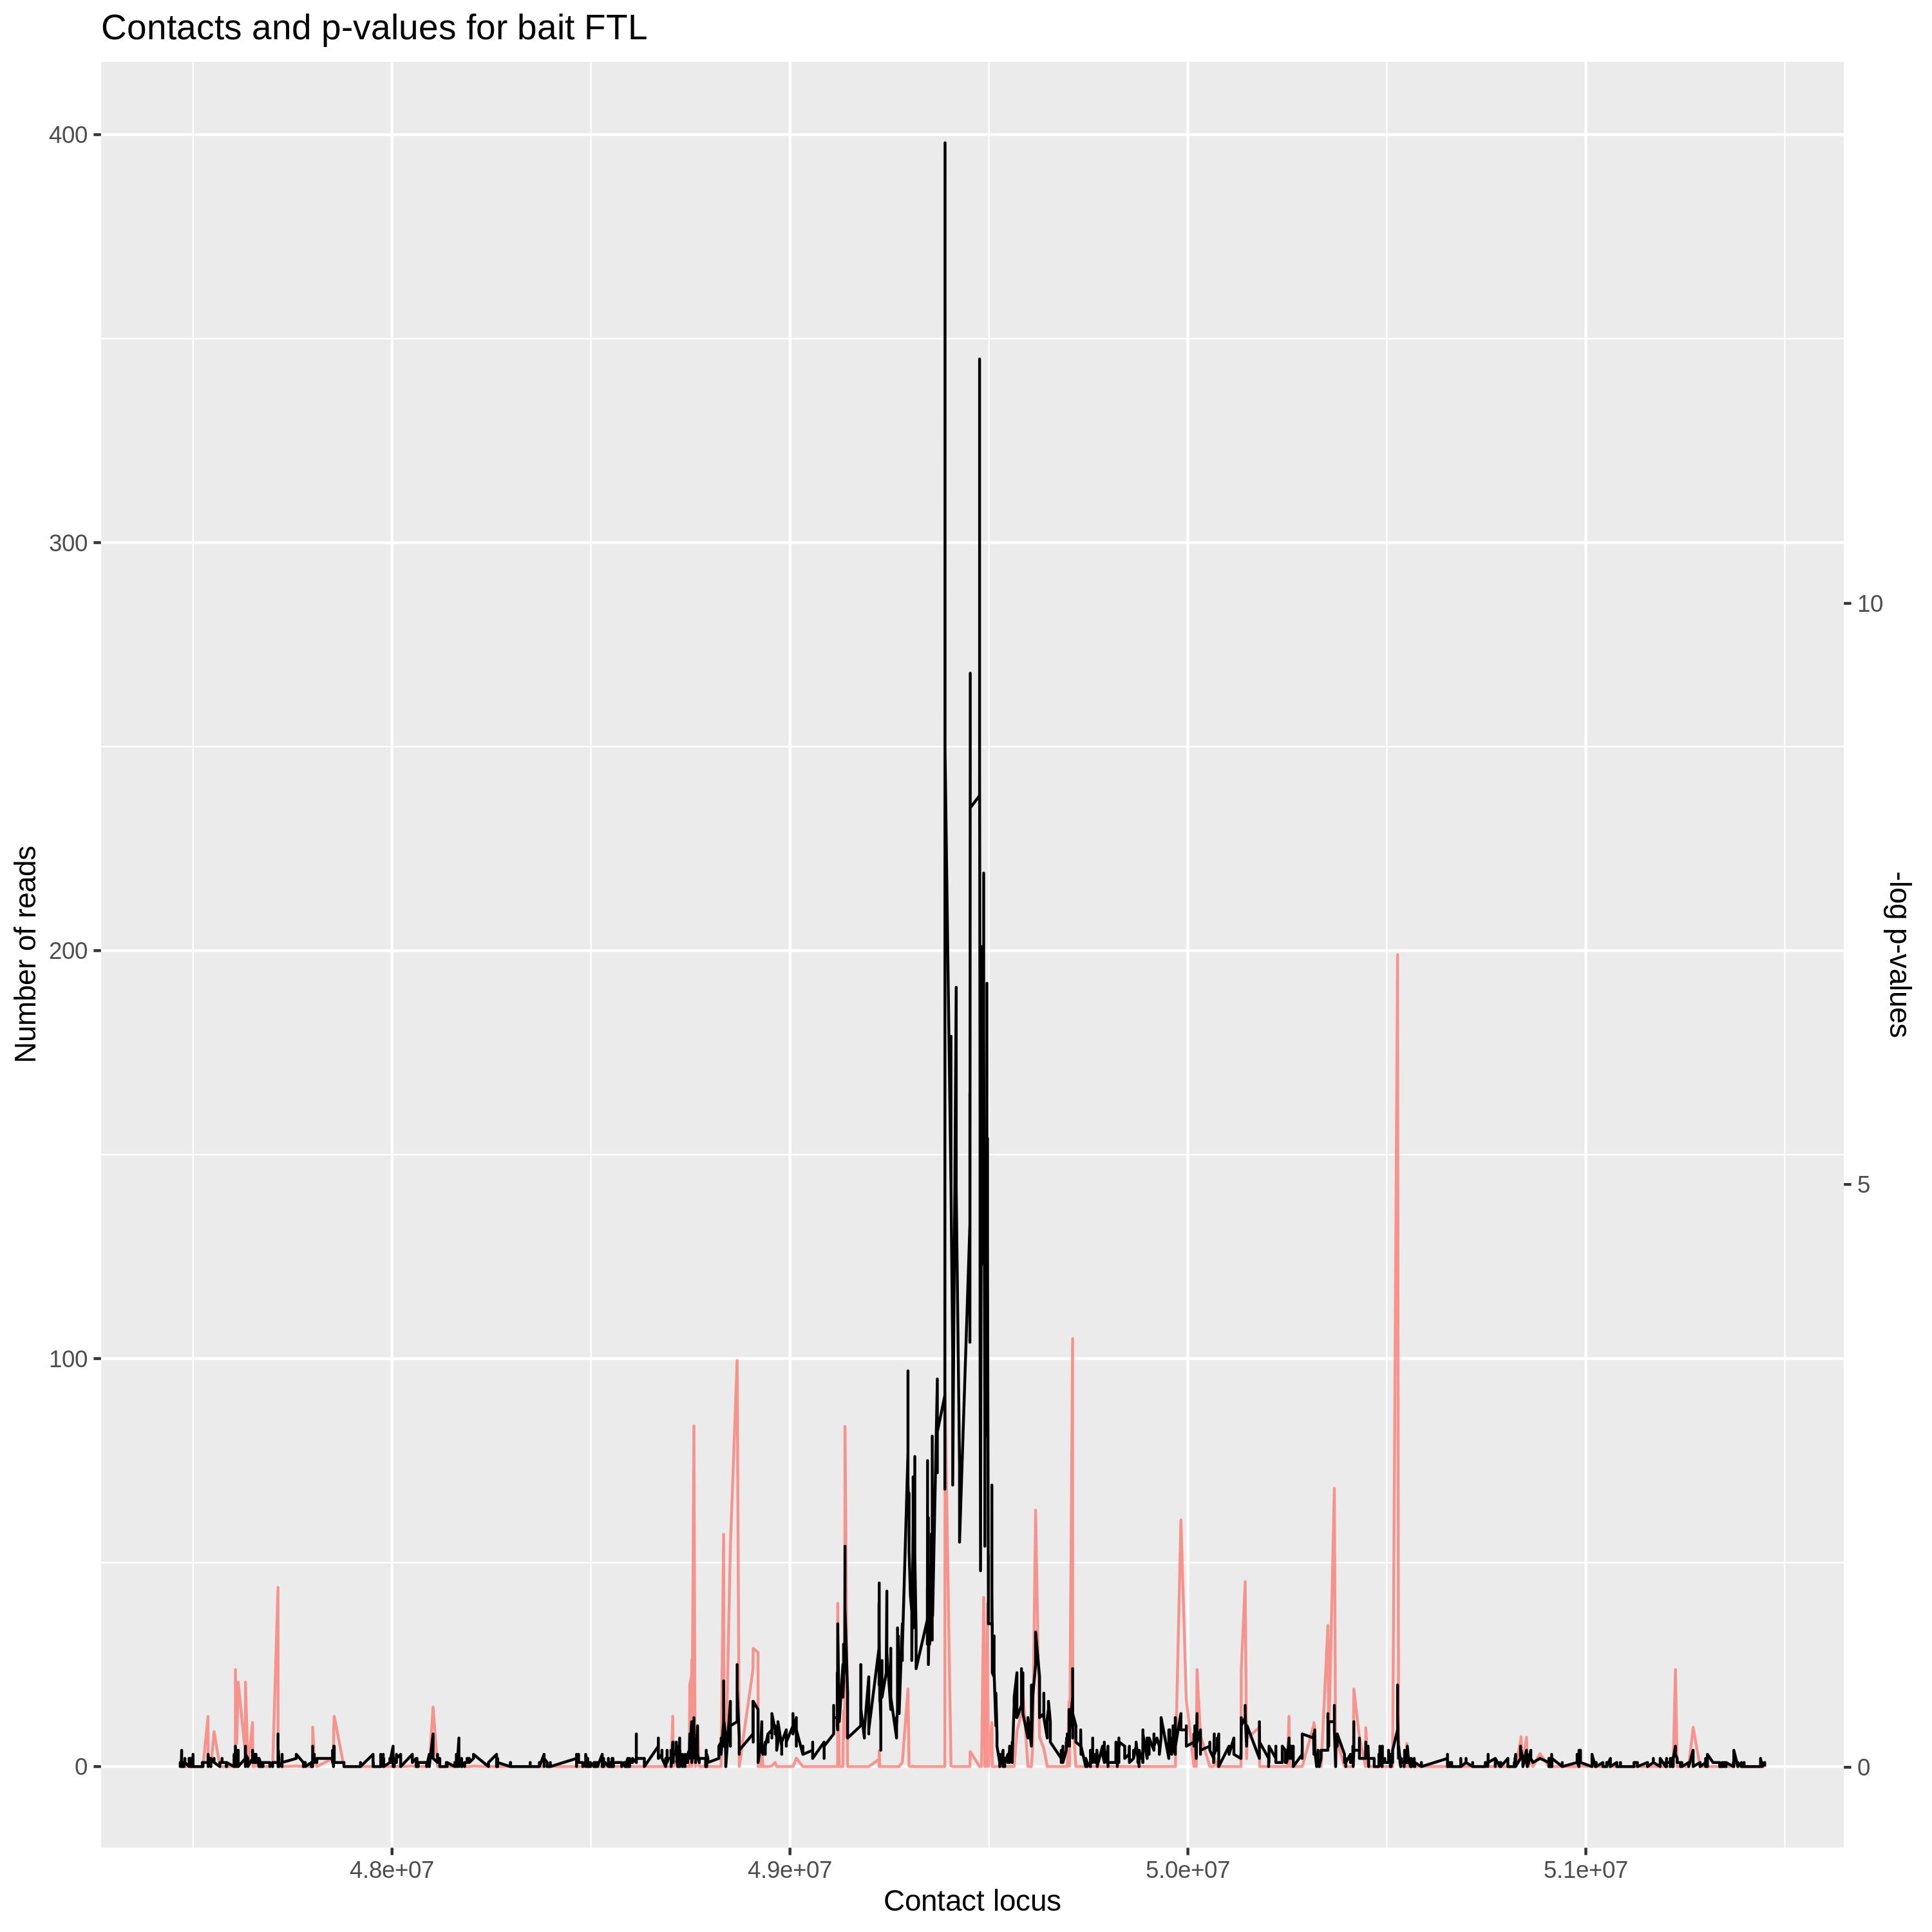 Contacts and p-values for bait FTL
400
300
200
100
0
Number of reads
10
5
0
-log p-values
4.8e+07
4.9e+07
5.0e+07
5.1e+07
Contact locus